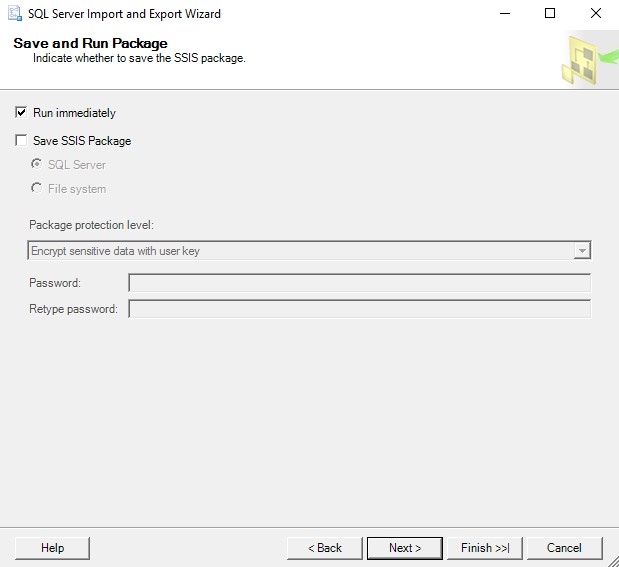 SQL Server Import and Export Wizard
Save and Run Package
Indicate whether to save the SSIS package.
Run immediately
Save SSIS Package
SQL Server
File system
Package protection level:
Encrypt sensitive data with user key
Password:
Retype password:
Help < Back Next > Finish >>| Cancel